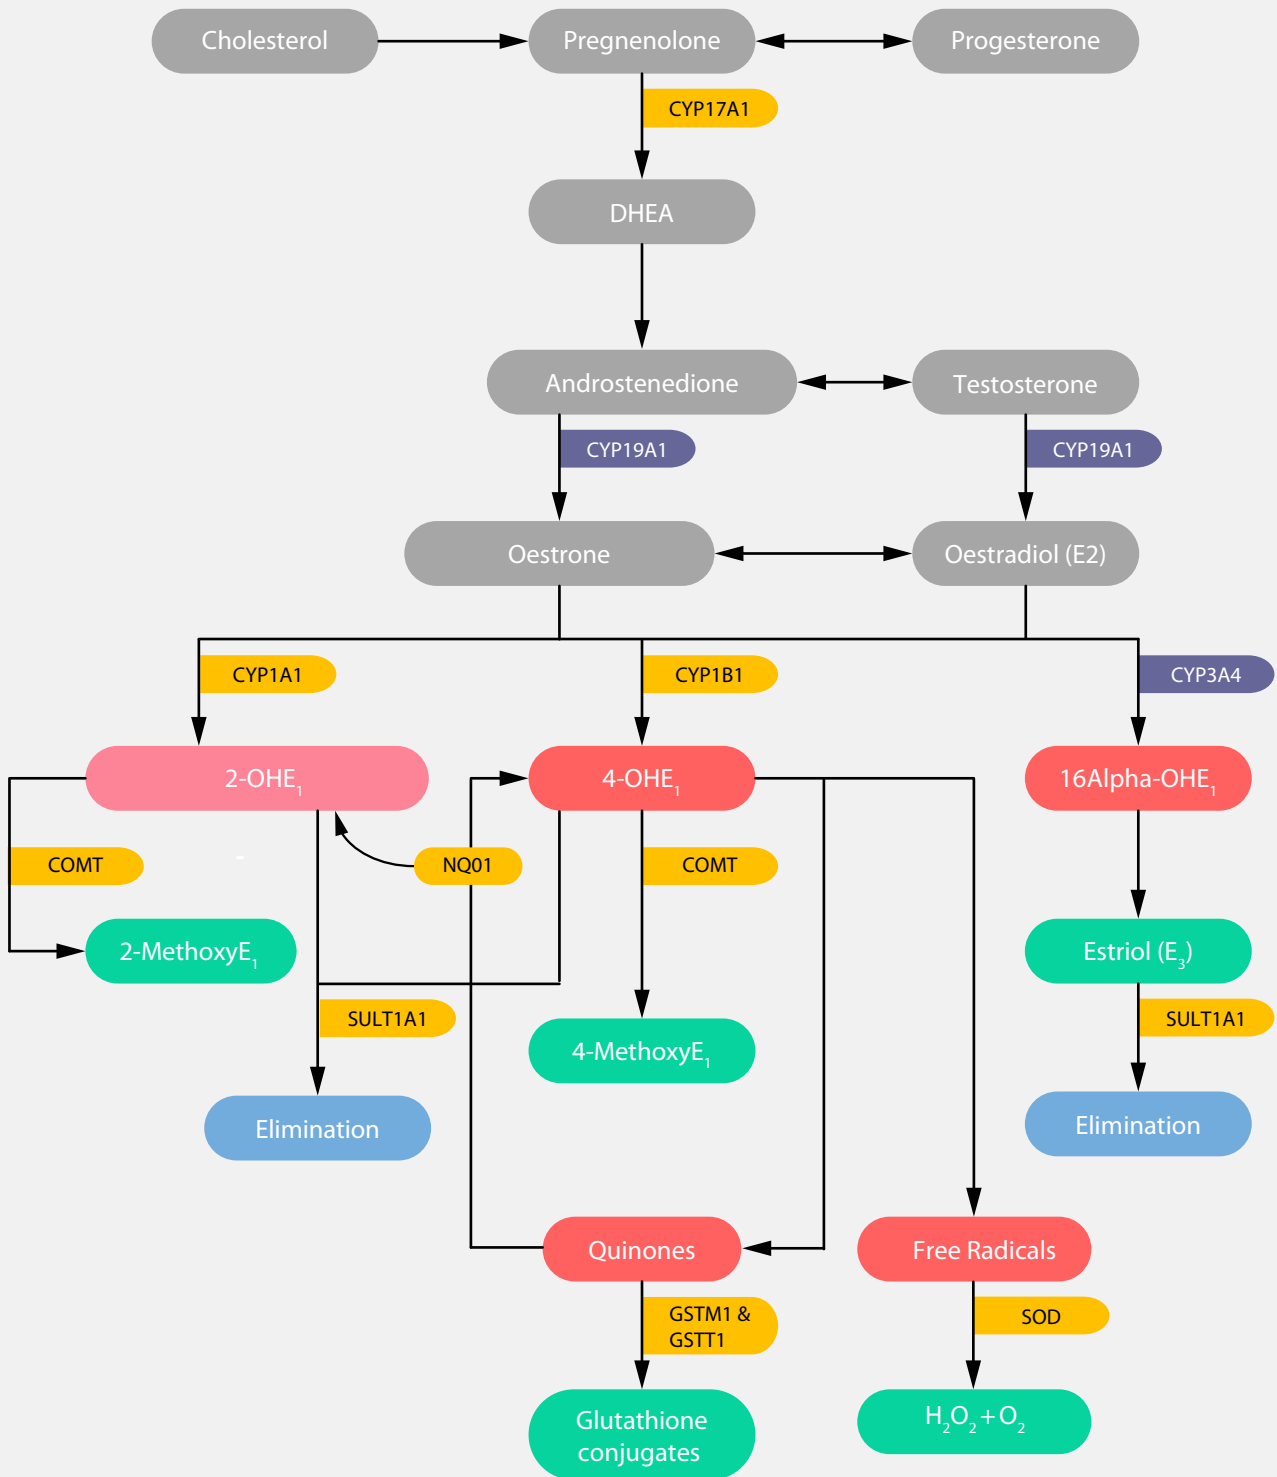 Cholesterol
Pregnenolone
Progesterone
CYP17A1
DHEA
Androstenedione
Testosterone
CYP19A1
CYP19A1
Oestrone
Oestradiol (E2)
CYP1A1
CYP1B1
CYP3A4
2-OHE₁
4-OHE₁
16Alpha-OHE₁
COMT
-
NQ01
COMT
2-MethoxyE₁
Estriol (E₃)
SULT1A1
SULT1A1
4-MethoxyE₁
Elimination
Elimination
Quinones
Free Radicals
GSTM1 &
GSTT1
SOD
Glutathione
conjugates
H₂O₂ + O₂